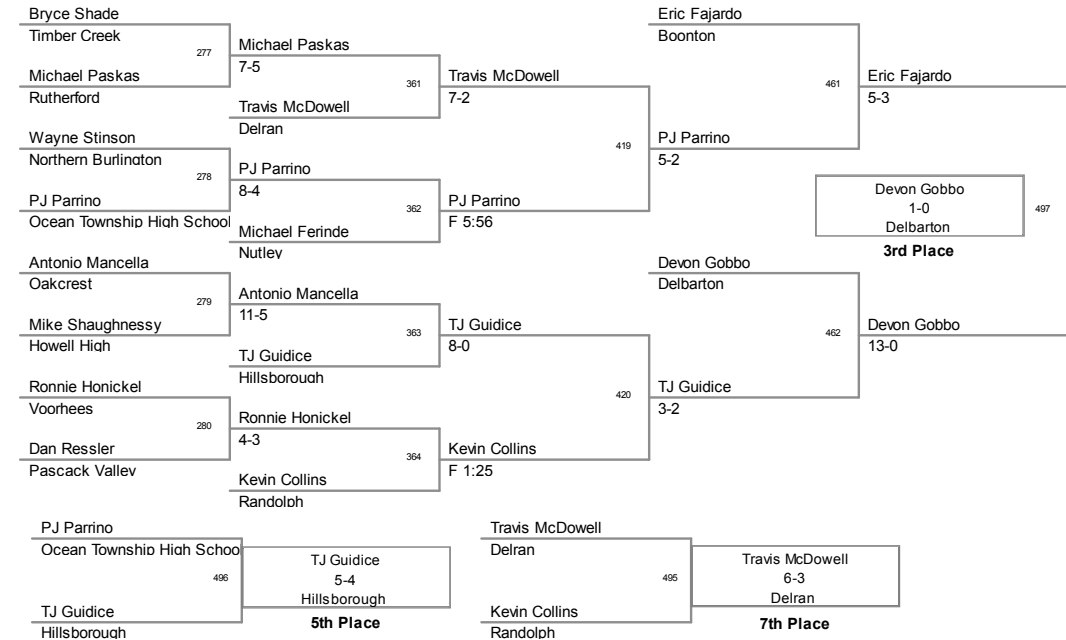 Bryce Shade
Timber Creek
277
Michael Paskas
Rutherford
Michael Paskas
7-5
361
Travis McDowell
Delran
Travis McDowell
7-2
Wayne Stinson
Northern Burlington
278
PJ Parrino
Ocean Township High School
PJ Parrino
8-4
362
Michael Ferinde
Nutley
PJ Parrino
F 5:56
419
PJ Parrino
5-2
Eric Fajardo
Boonton
461
Eric Fajardo
5-3
Devon Gobbo
1-0
Delbarton
497
3rd Place
Antonio Mancella
Oakcrest
279
Mike Shaughnessy
Howell High
Antonio Mancella
11-5
363
TJ Guidice
Hillsborough
TJ Guidice
8-0
Ronnie Honickel
Voorhees
280
Dan Ressler
Pascack Valley
Ronnie Honickel
4-3
364
Kevin Collins
Randolph
Kevin Collins
F 1:25
420
TJ Guidice
3-2
Devon Gobbo
Delbarton
462
Devon Gobbo
13-0
PJ Parrino
Ocean Township High Schoo
496
TJ Guidice
Hillsborough
TJ Guidice
5-4
Hillsborough
5th Place
Travis McDowell
Delran
495
Kevin Collins
Randolph
Travis McDowell
6-3
Delran
7th Place